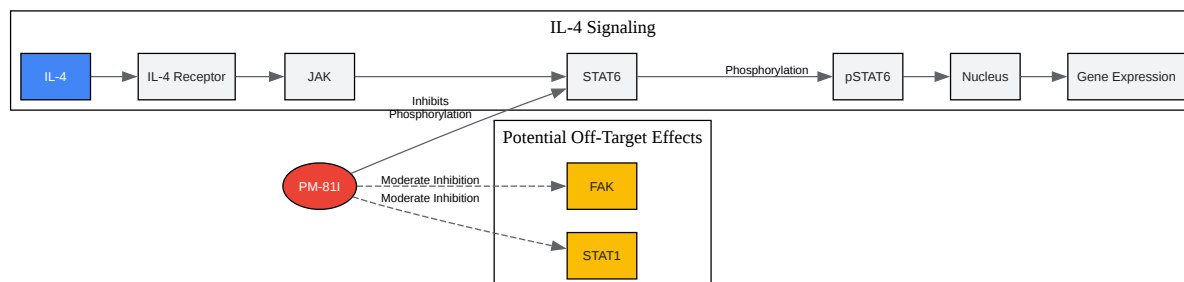 IL-4 Signaling
IL-4
IL-4 Receptor
JAK
STAT6
Phosphorylation
pSTAT6
Nucleus
Gene Expression
Inhibits
Phosphorylation
Potential Off-Target Effects
PM-81I
Moderate Inhibition
FAK
Moderate Inhibition
STAT1